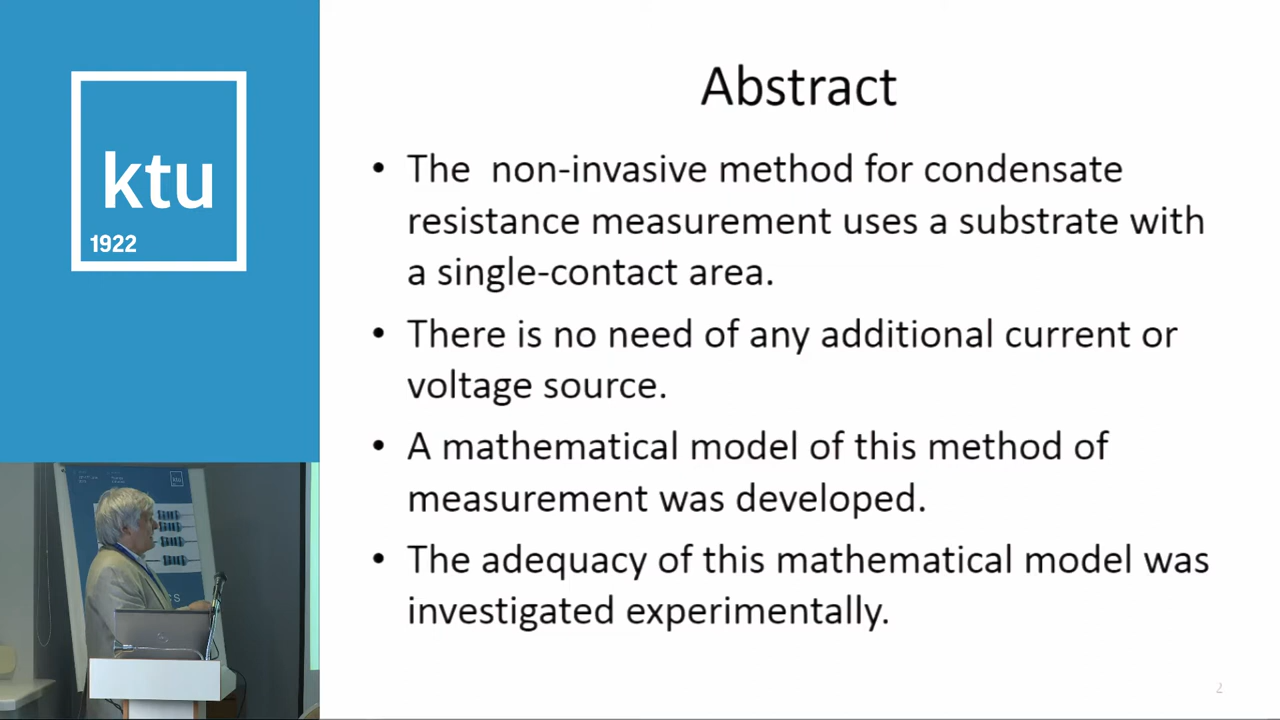 ktu
1922
Abstract
• The  non-invasive method for condensate
resistance measurement uses a substrate with
a single-contact area.
• There is no need of any additional current or
voltage source.
• A mathematical model of this method of
measurement was developed.
• The adequacy of this mathematical model was
investigated experimentally.
2